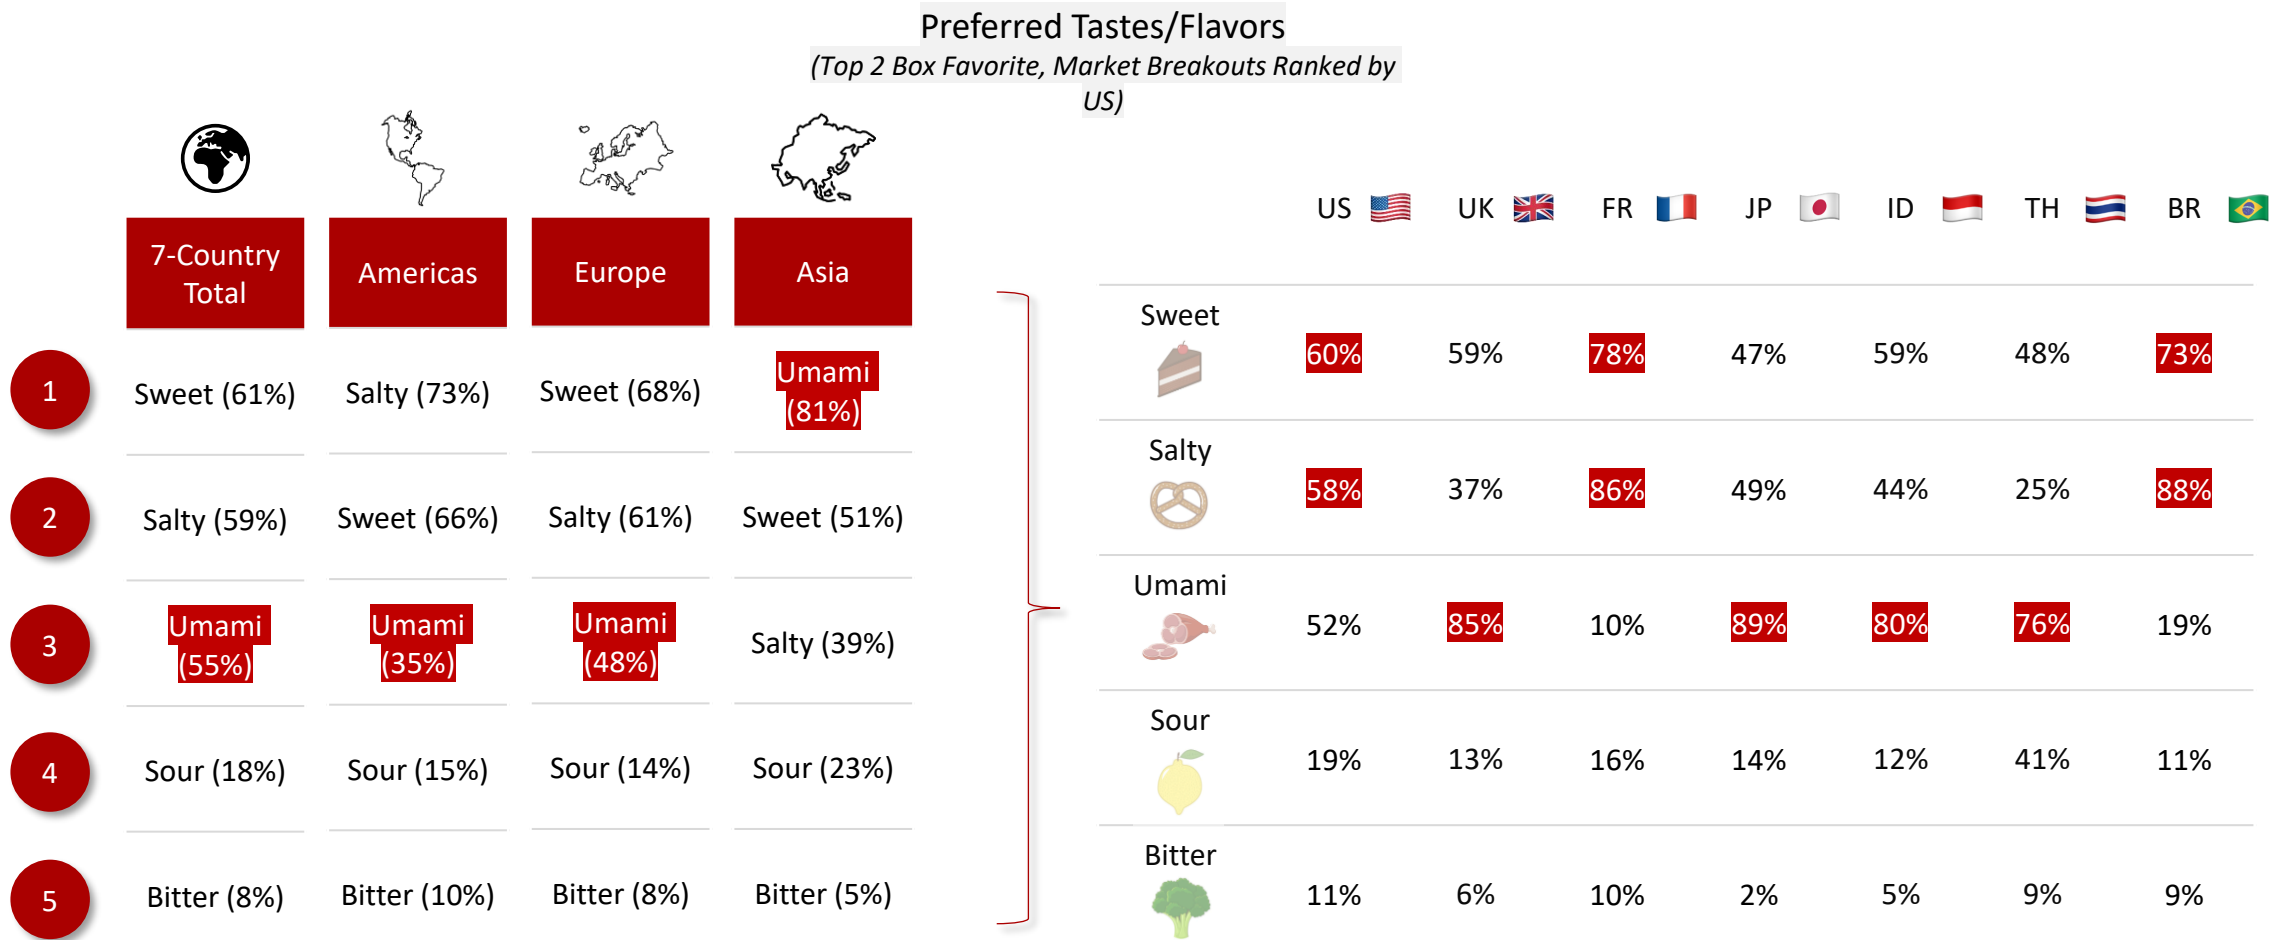 Preferred Tastes/Flavors
(Top 2 Box Favorite, Market Breakouts Ranked by
US)
7-Country
Total
Americas
Europe
Asia
1
Sweet (61%)
Salty (73%)
Sweet (68%)
Umami
(81%)
2
Salty (59%)
Sweet (66%)
Salty (61%)
Sweet (51%)
3
Umami
(55%)
Umami
(35%)
Umami
(48%)
Salty (39%)
4
Sour (18%)
Sour (15%)
Sour (14%)
Sour (23%)
5
Bitter (8%)
Bitter (10%)
Bitter (8%)
Bitter (5%)
US UK FR JP ID TH BR
Sweet
60% 59% 78% 47% 59% 48% 73%
Salty
58% 37% 86% 49% 44% 25% 88%
Umami
52% 85% 10% 89% 80% 76% 19%
Sour
19% 13% 16% 14% 12% 41% 11%
Bitter
11% 6% 10% 2% 5% 9% 9%